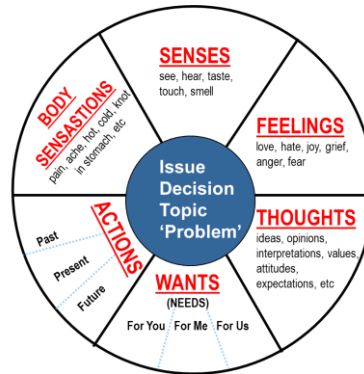 SENSES
see, hear, taste,
touch, smell
FEELINGS
love, hate, joy, grief,
anger, fear
THOUGHTS
ideas, opinions,
interpretations, values,
attitudes,
expectations, etc
WANTS
(NEEDS)
For You For Me For Us
ACTIONS
Past
Present
Future
BODY
SENSASTIONS
pain, ache, hot, cold, knot
in stomach, etc
Issue
Decision
Topic
‘Problem’